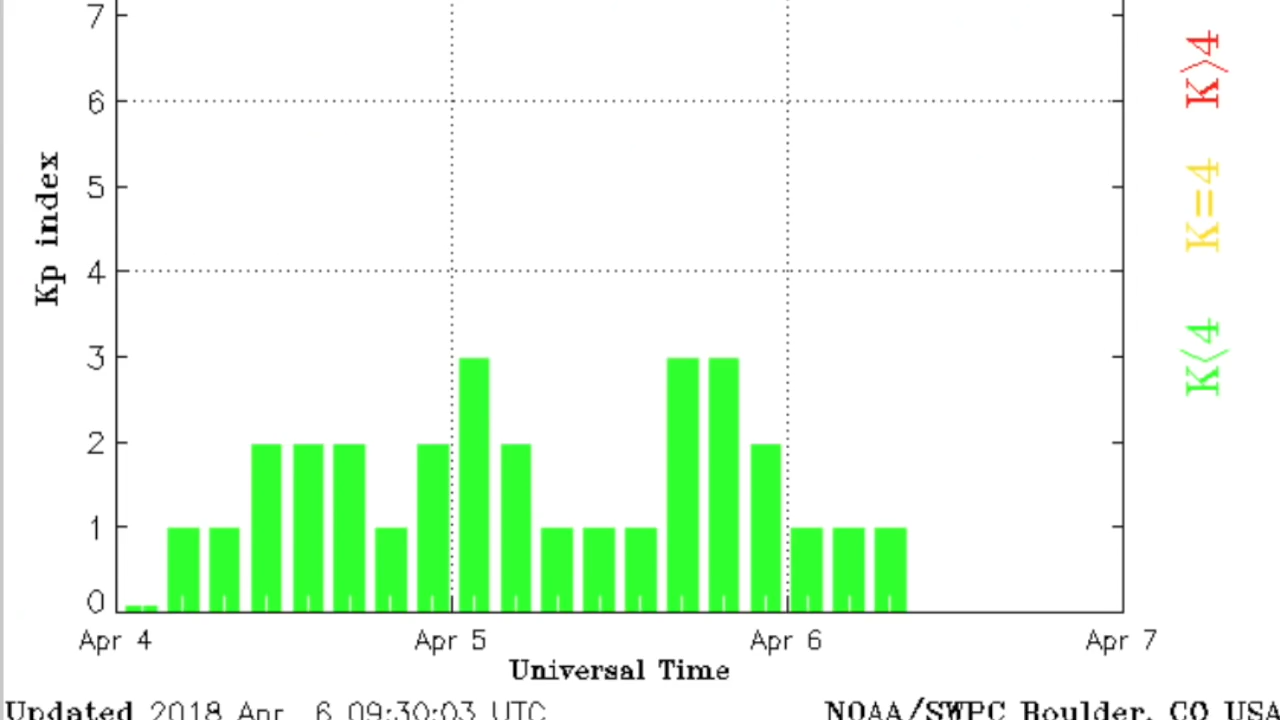 7
6
5
4
3
2
1
0
Kp index
Apr 4 Apr 5 Apr 6 Apr 7
Universal Time
Updated 2018 Apr 6 09:30:03 UTC NOAA/SWPC Boulder, CO USA
K>4
K=4
K<4